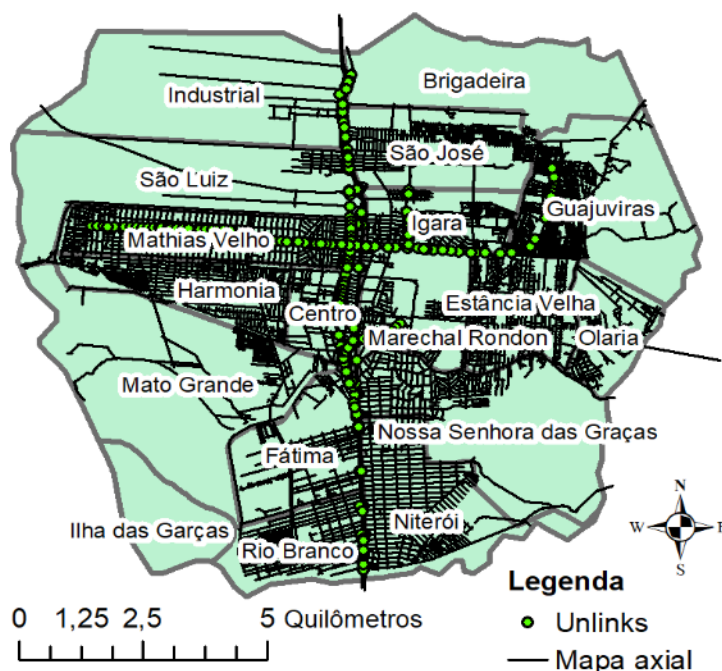 Brigadeira
Industrial
São José
São Luiz
Guajuviras
Igara
Mathias Velho
Harmonia
Estância Velha
Centro
Marechal Rondon
Olaria
Mato Grande
Nossa Senhora das Graças
Fátima
Ilha das Garças
Niterói
Rio Branco
N
W
E
S
Legenda
0 1,25 2,5 5 Quilômetros
Unlinks
Mapa axial